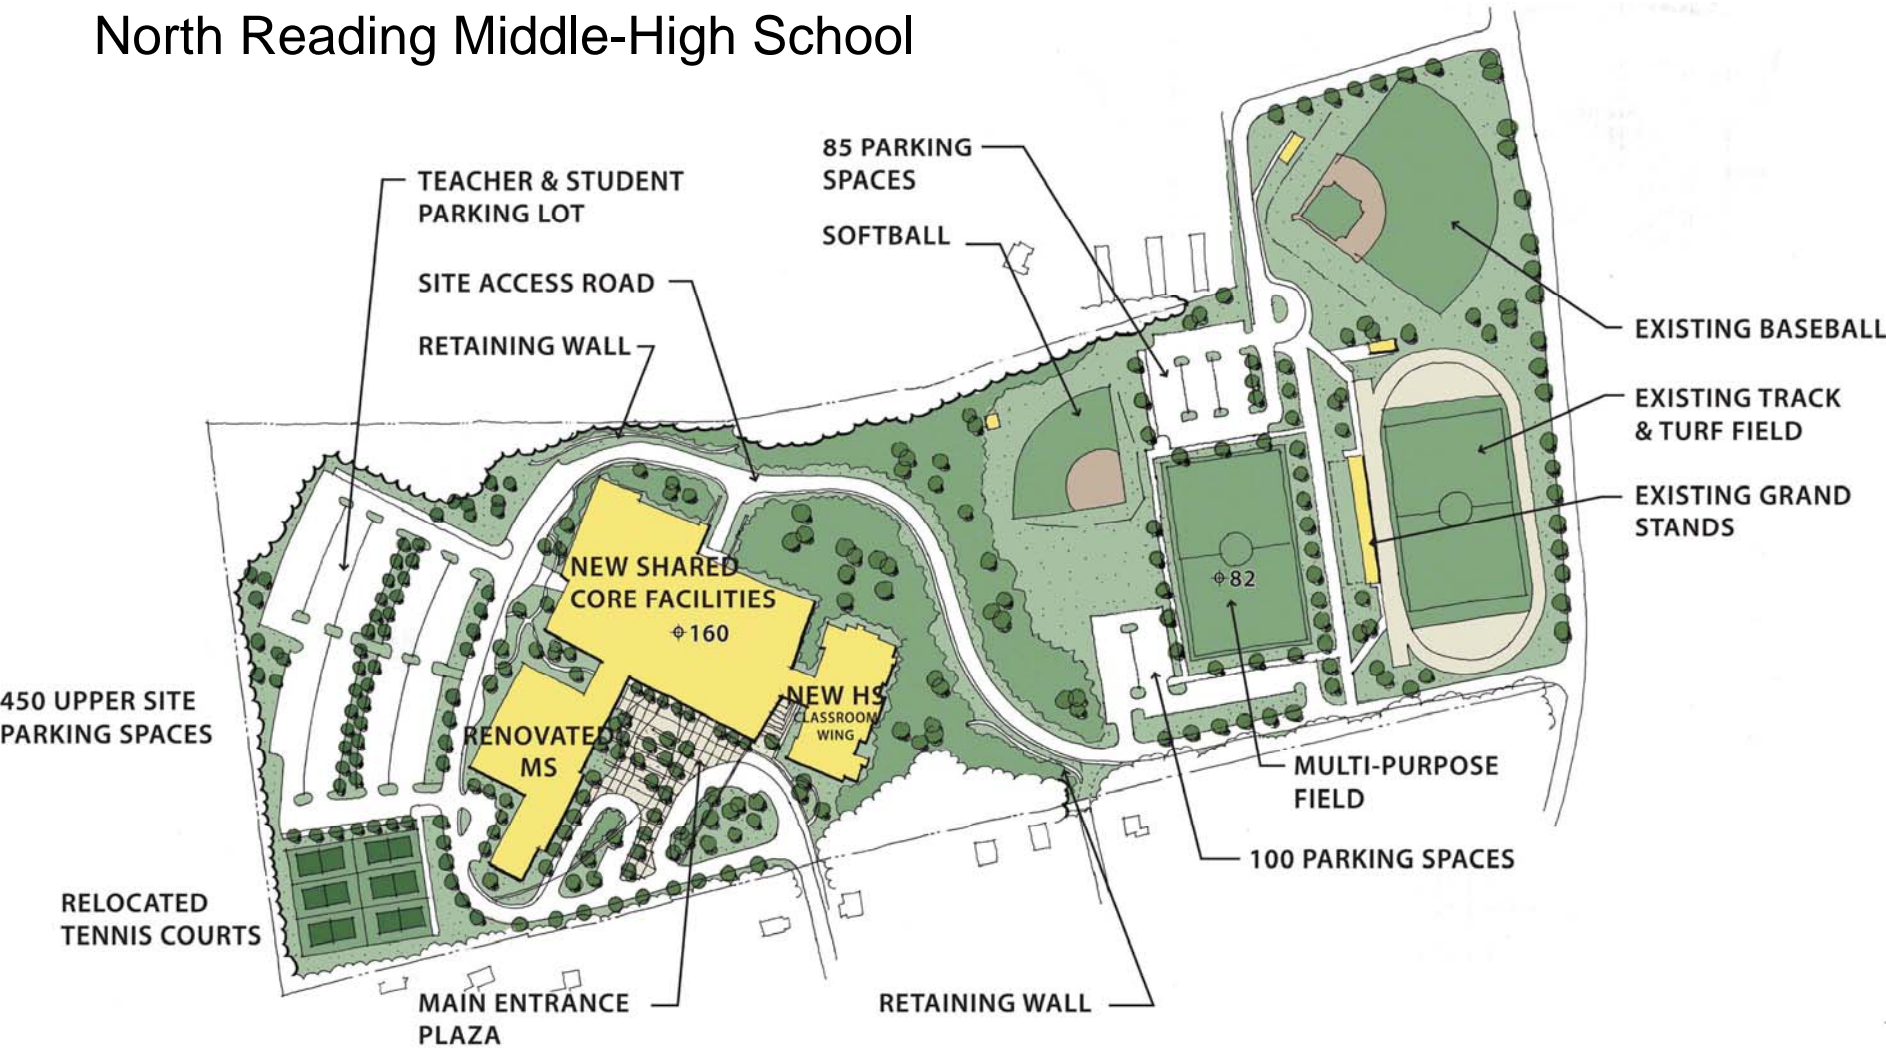 North Reading Middle-High School
85 PARKING
SPACES
TEACHER & STUDENT
PARKING LOT
SOFTBALL
SITE ACCESS ROAD
RETAINING WALL
EXISTING BASEBALL
EXISTING TRACK
& TURF FIELD
EXISTING GRAND
STANDS
NEW SHARED
CORE FACILITIES
160
82
NEW HS
CLASSROOM
WING
450 UPPER SITE
PARKING SPACES
RENOVATED
MS
MULTI-PURPOSE
FIELD
100 PARKING SPACES
RELOCATED
TENNIS COURTS
MAIN ENTRANCE
PLAZA
RETAINING WALL